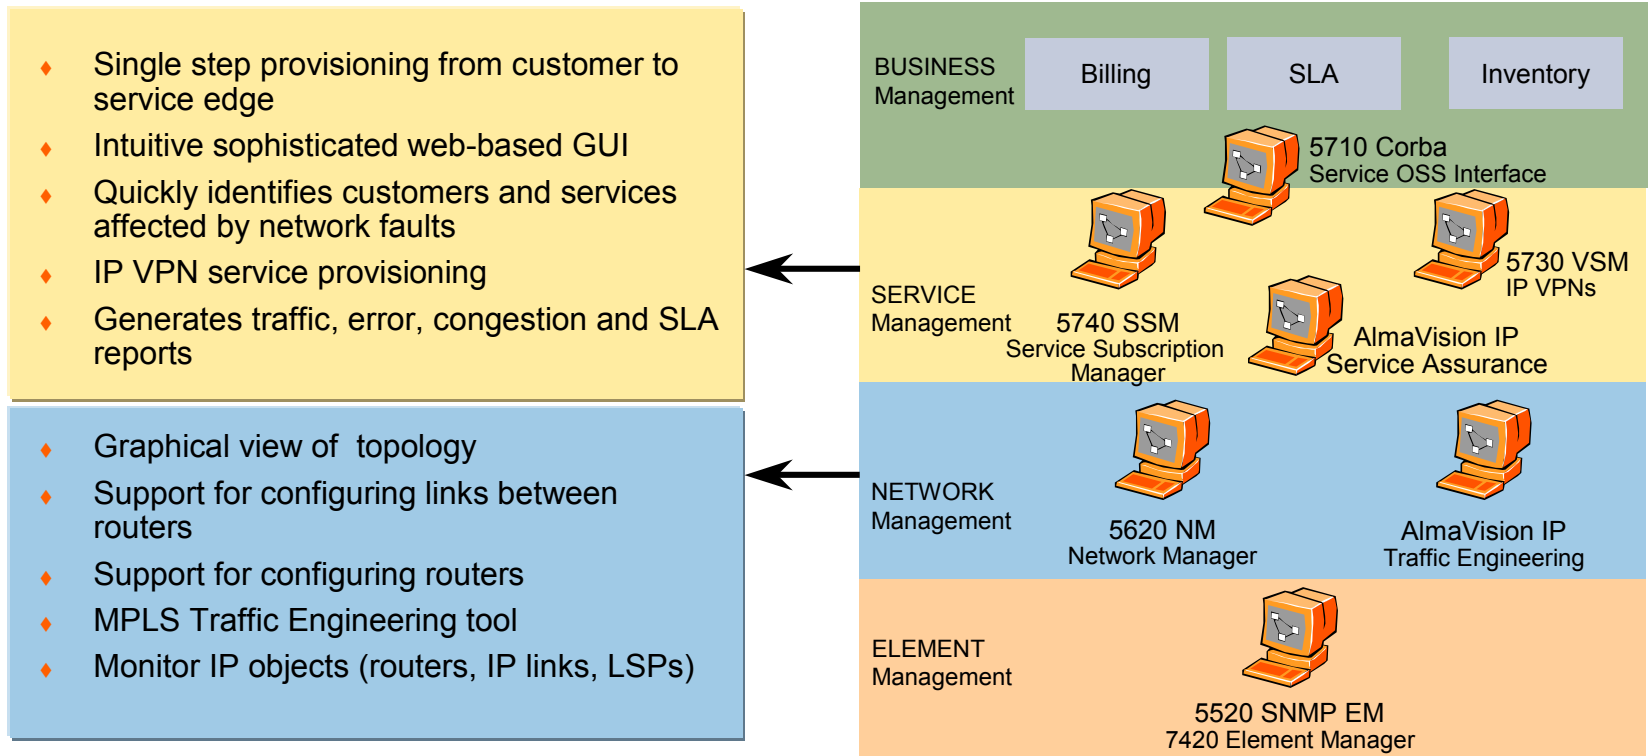 Single step provisioning from customer to
service edge
Intuitive sophisticated web-based GUI
Quickly identifies customers and services
affected by network faults
IP VPN service provisioning
Generates traffic, error, congestion and SLA
reports
Graphical view of topology
Support for configuring links between
routers
Support for configuring routers
MPLS Traffic Engineering tool
Monitor IP objects (routers, IP links, LSPs)
BUSINESS
Management
Billing
SLA
Inventory
5710 Corba
Service OSS Interface
SERVICE
Management
5740 SSM
Service Subscription
Manager
5730 VSM
IP VPNs
AlmaVision IP
Service Assurance
NETWORK
Management
5620 NM
Network Manager
AlmaVision IP
Traffic Engineering
ELEMENT
Management
5520 SNMP EM
7420 Element Manager